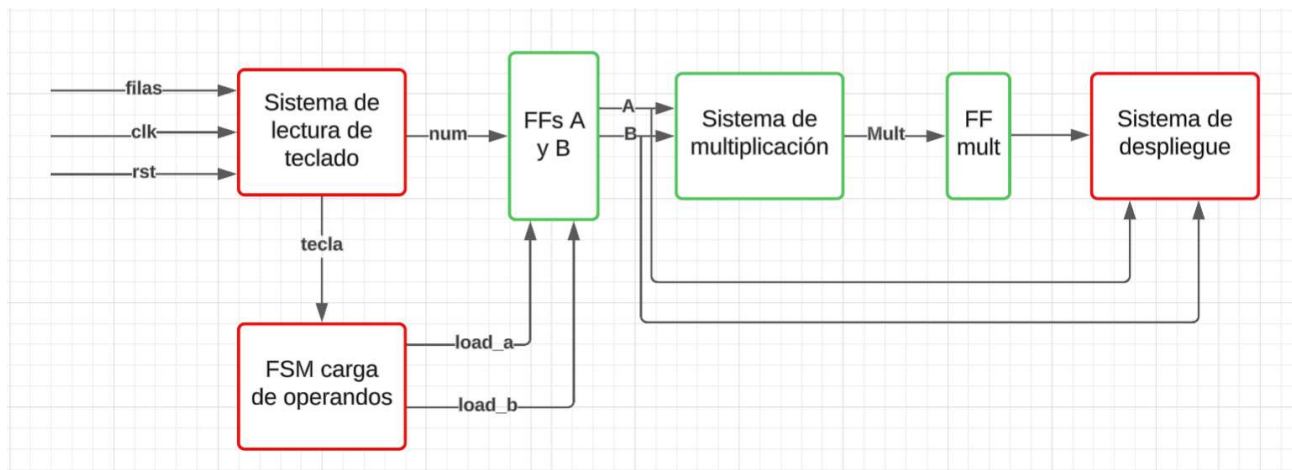 filas
clk
rst
Sistema de
lectura de
teclado
num
FFs A
y B
A
B
Sistema de
multiplicación
Mult
FF
mult
Sistema de
despliegue
tecla
FSM carga
de operandos
load_a
load_b